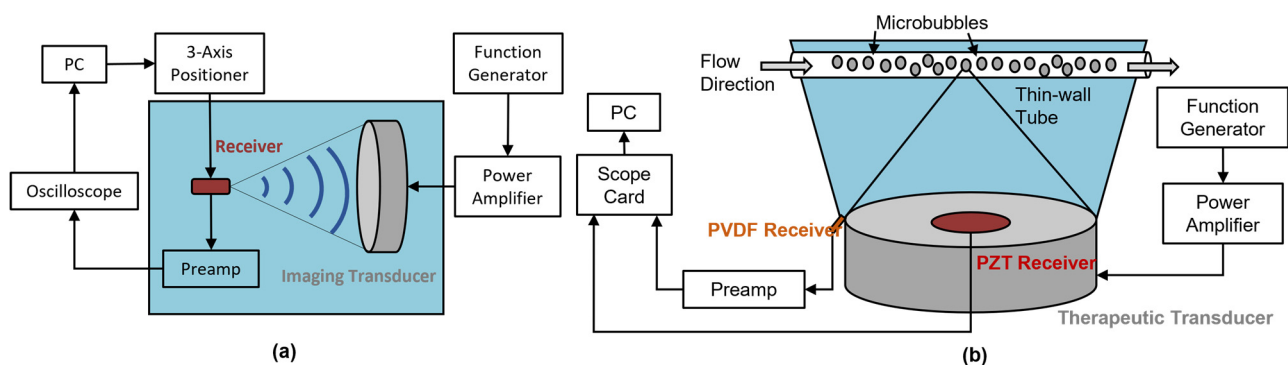 PC
3-Axis
Positioner
Function
Generator
Receiver
Oscilloscope
Power
Amplifier
Preamp
Imaging Transducer
(a)
Microbubbles
Flow
Direction
Thin-wall
Tube
PC
Function
Generator
Scope
Card
Power
Amplifier
PVDF Receiver
PZT Receiver
Preamp
Therapeutic Transducer
(b)